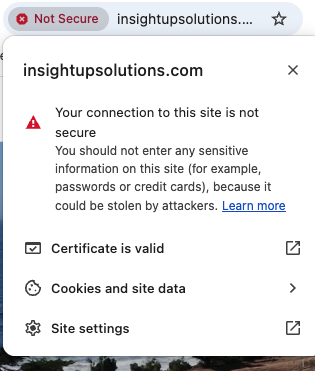 Not Secure insightupsolutions....
insightupsolutions.com
Your connection to this site is not
secure
You should not enter any sensitive
information on this site (for example,
passwords or credit cards), because it
could be stolen by attackers. Learn more
Certificate is valid
Cookies and site data
Site settings